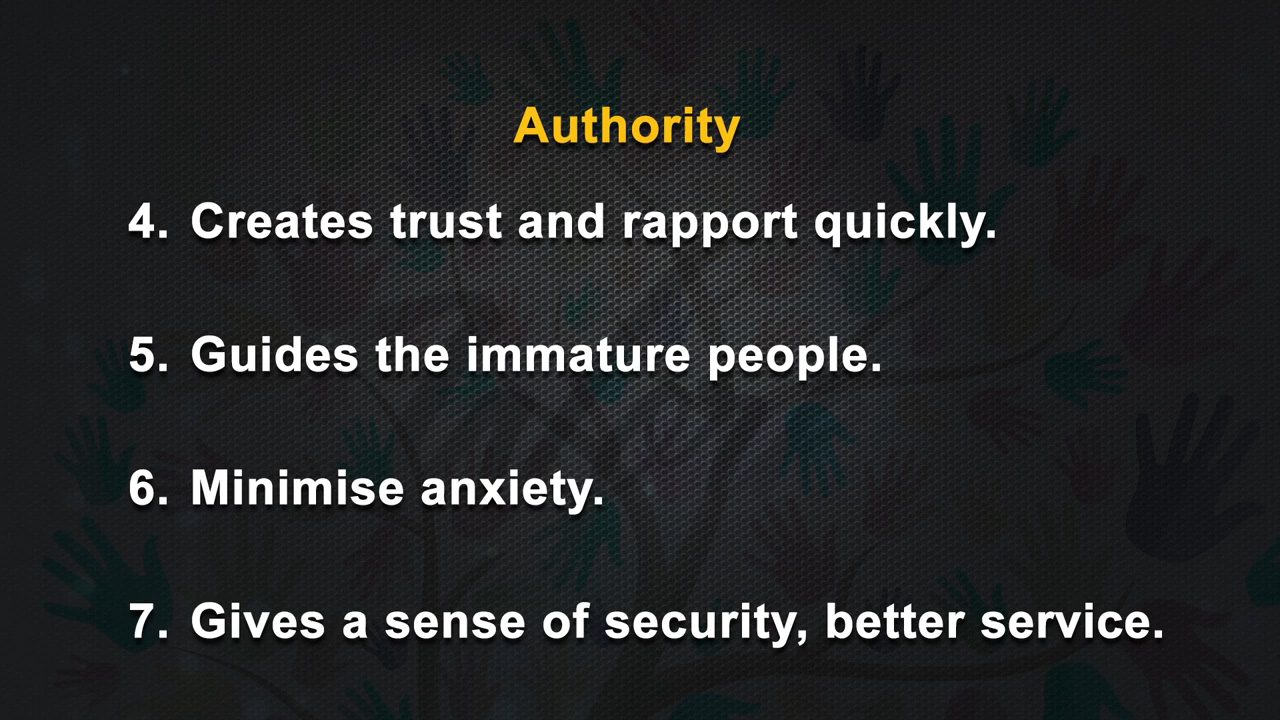 Authority
4. Creates trust and rapport quickly.
5. Guides the immature people.
6. Minimise anxiety.
7. Gives a sense of security, better service.